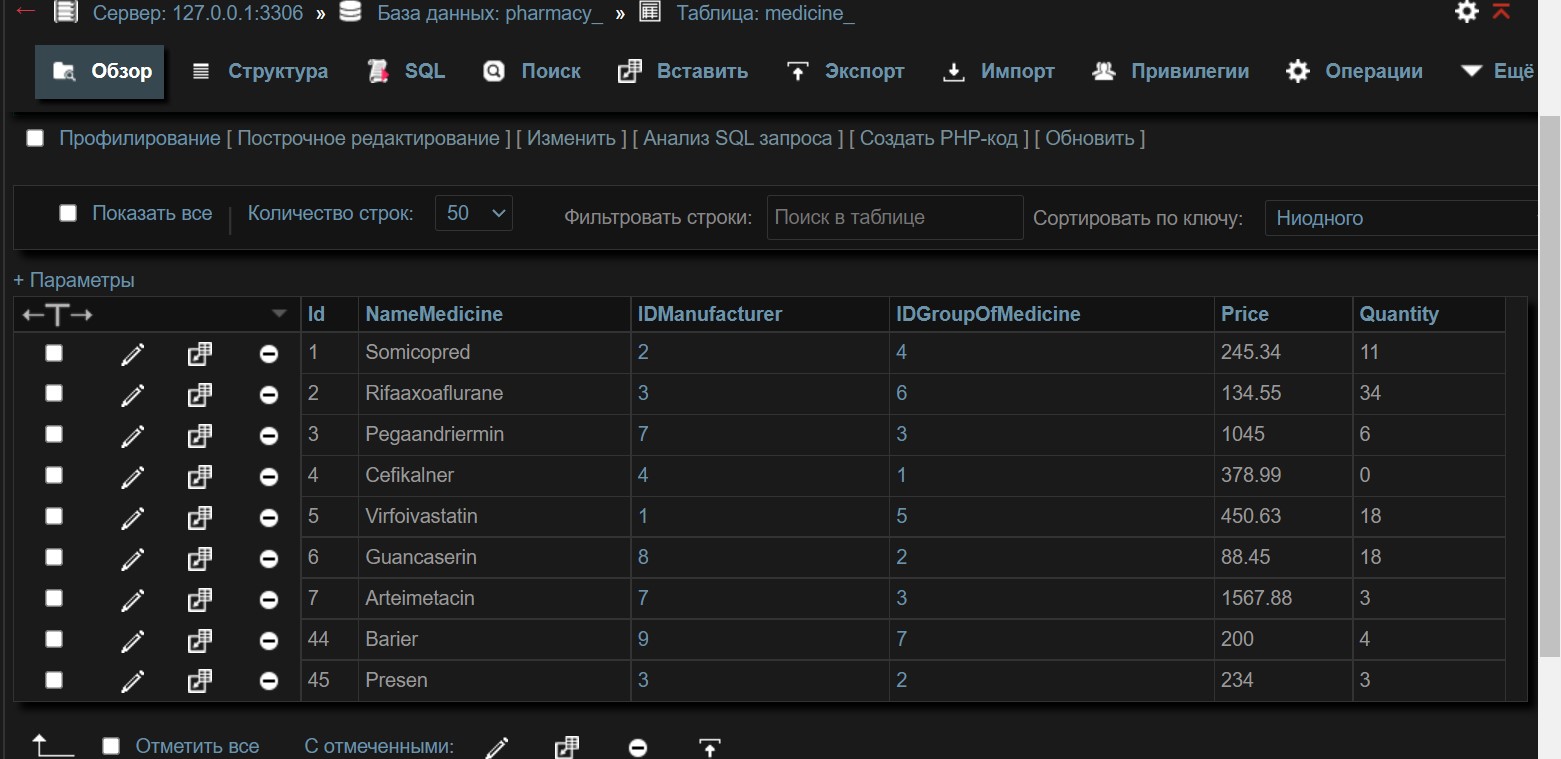 Сервер: 127.0.0.1:3306 » База данных: pharmacy_ » Таблица: medicine_
Обзор Структура SQL Поиск Вставить Экспорт Импорт Привилегии Операции Ещё
Профилирование [ Построчное редактирование ] [ Изменить ] [ Анализ SQL запроса ] [ Создать PHP-код ] [ Обновить ]
Показать все Количество строк: 50 Фильтровать строки: Поиск в таблице Сортировать по ключу: Ниодного
+ Параметры
←T→ Id NameMedicine IDManufacturer IDGroupOfMedicine Price Quantity
1 Somicopred 2 4 245.34 11
2 Rifaaxoaflurane 3 6 134.55 34
3 Pegaandriermin 7 3 1045 6
4 Cefikalner 4 1 378.99 0
5 Virfoivastatin 1 5 450.63 18
6 Guancaserin 8 2 88.45 18
7 Arteimetacin 7 3 1567.88 3
44 Barier 9 7 200 4
45 Presen 3 2 234 3
Отметить все С отмеченными: